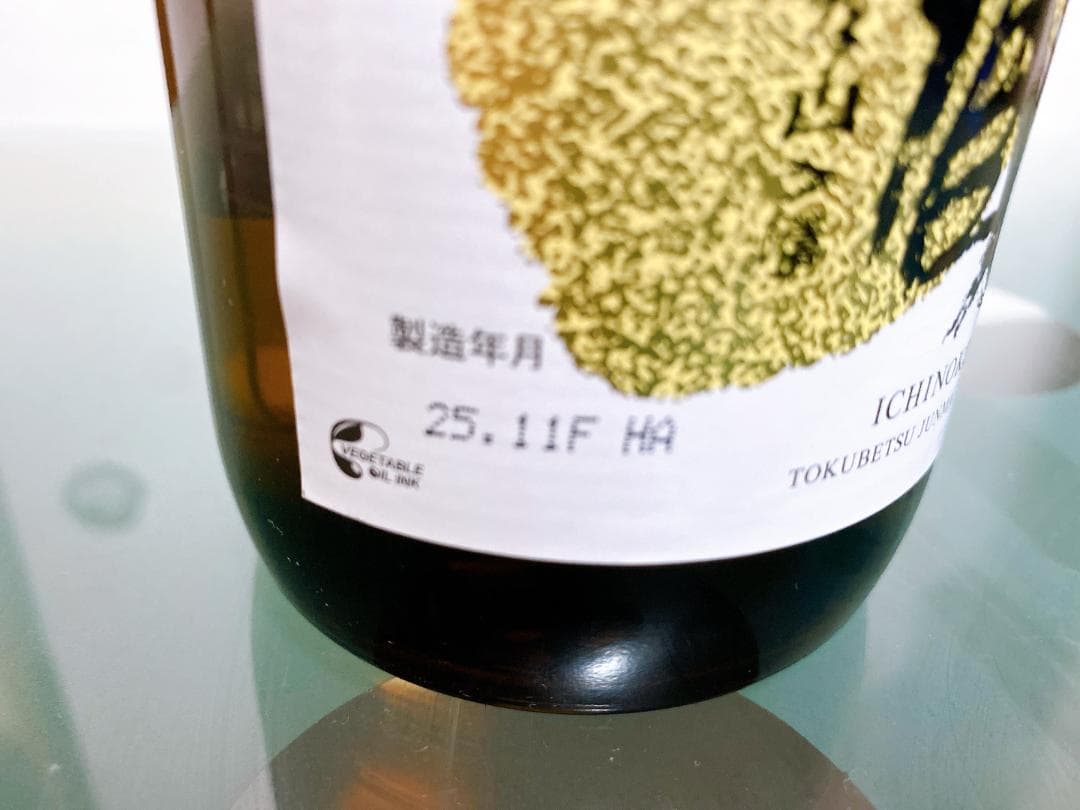 製造年月
25.11F HA
VEGETABLE
OIL INK
ICHINO
TOKUBETSU JUNM